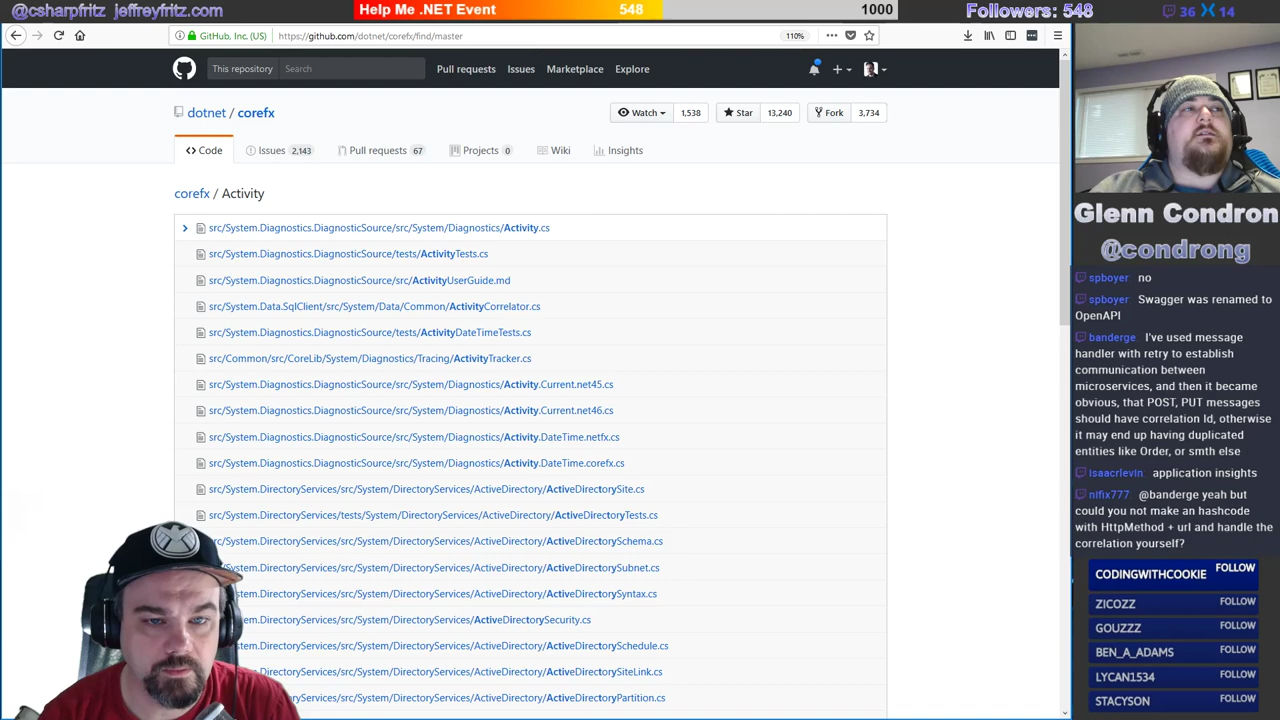 @csharpfritz jeffreyfritz.com
Help Me .NET Event 548 1000
Followers: 548 36 14
GitHub, Inc. (US) https://github.com/dotnet/corefx/find/master 110%
This repository Search Pull requests Issues Marketplace Explore
dotnet / corefx
Watch 1,538 Star 13,240 Fork 3,734
Code Issues 2,143 Pull requests 67 Projects 0 Wiki Insights
corefx / Activity
src/System.Diagnostics.DiagnosticSource/src/System/Diagnostics/Activity.cs
src/System.Diagnostics.DiagnosticSource/tests/ActivityTests.cs
src/System.Diagnostics.DiagnosticSource/src/ActivityUserGuide.md
src/System.Data.SqlClient/src/System/Data/Common/ActivityCorrelator.cs
src/System.Diagnostics.DiagnosticSource/tests/ActivityDateTimeTests.cs
src/Common/src/CoreLib/System/Diagnostics/Tracing/ActivityTracker.cs
src/System.Diagnostics.DiagnosticSource/src/System/Diagnostics/Activity.Current.net45.cs
src/System.Diagnostics.DiagnosticSource/src/System/Diagnostics/Activity.Current.net46.cs
src/System.Diagnostics.DiagnosticSource/src/System/Diagnostics/Activity.DateTime.netfx.cs
src/System.Diagnostics.DiagnosticSource/src/System/Diagnostics/Activity.DateTime.corefx.cs
src/System.DirectoryServices/src/System/DirectoryServices/ActiveDirectory/ActiveDirectorySite.cs
src/System.DirectoryServices/tests/System/DirectoryServices/ActiveDirectory/ActiveDirectoryTests.cs
src/System.DirectoryServices/src/System/DirectoryServices/ActiveDirectory/ActiveDirectorySchema.cs
.DirectoryServices/src/System/DirectoryServices/ActiveDirectory/ActiveDirectorySubnet.cs
.DirectoryServices/src/System/DirectoryServices/ActiveDirectory/ActiveDirectorySyntax.cs
.DirectoryServices/src/System/DirectoryServices/ActiveDirectorySecurity.cs
.DirectoryServices/src/System/DirectoryServices/ActiveDirectory/ActiveDirectorySchedule.cs
.DirectoryServices/src/System/DirectoryServices/ActiveDirectory/ActiveDirectorySiteLink.cs
.DirectoryServices/src/System/DirectoryServices/ActiveDirectory/ActiveDirectoryPartition.cs
Glenn Condron
@condrong
spboyer no
spboyer Swagger was renamed to
OpenAPI
banderge I've used message
handler with retry to establish
communication between
microservices, and then it became
obvious, that POST, PUT messages
should have correlation Id, otherwise
it may end up having duplicated
entities like Order, or smth else
isaacrlevin application insights
nifix777 @banderge yeah but
could you not make an hashcode
with HttpMethod + url and handle the
correlation yourself?
CODINGWITHCOOKIE FOLLOW
ZICOZZ FOLLOW
GOUZZZ FOLLOW
BEN_A_ADAMS FOLLOW
LYCAN1534 FOLLOW
STACYSON FOLLOW